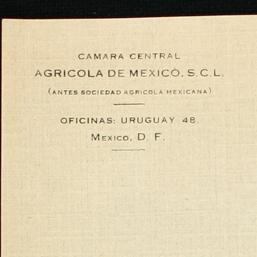 CAMARA CENTRAL
AGRICOLA DE MEXICO, S.C.L.
(ANTES SOCIEDAD AGRICOLA MEXICANA)
OFICINAS: URUGUAY 48.
MEXICO, D. F.